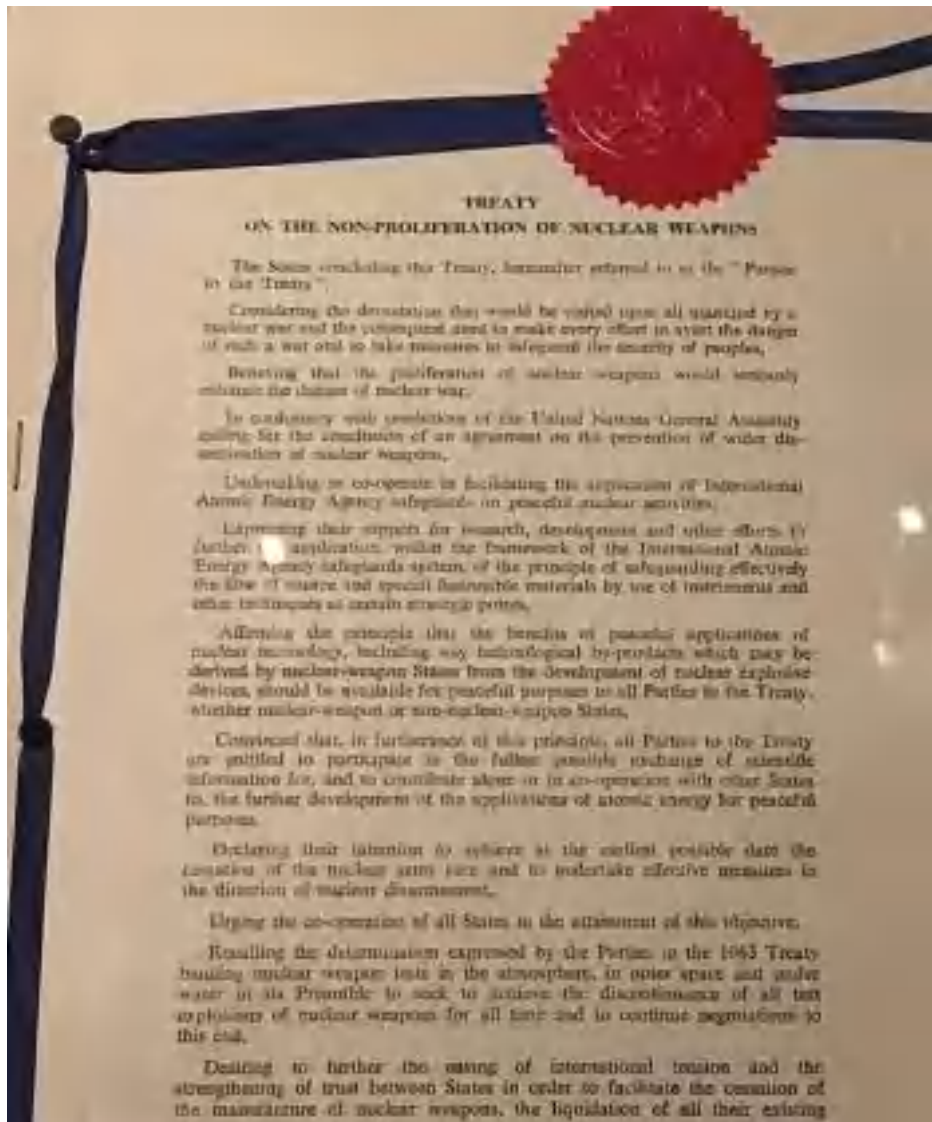 TREATY
ON THE NON-PROLIFERATION OF NUCLEAR WEAPONS
The States concluding this Treaty, hereinafter referred to as the "Parties
to the Treaty",
Considering the devastation that would be visited upon all mankind by a
nuclear war and the consequent need to make every effort to avert the danger
of such a war and to take measures to safeguard the security of peoples,
Believing that the proliferation of nuclear weapons would seriously
enhance the danger of nuclear war,
In conformity with resolutions of the United Nations General Assembly
calling for the conclusion of an agreement on the prevention of wider dis-
semination of nuclear weapons,
Undertaking to co-operate in facilitating the application of International
Atomic Energy Agency safeguards on peaceful nuclear activities,
Expressing their support for research, development and other efforts to
further application, within the framework of the International Atomic
Energy Agency safeguards system, of the principle of safeguarding effectively
the flow of source and special fissionable materials by use of instruments and
other techniques at certain strategic points,
Affirming the principle that the benefits of peaceful applications of
nuclear technology, including any technological by-products which may be
derived by nuclear-weapon States from the development of nuclear explosive
devices, should be available for peaceful purposes to all Parties to the Treaty,
whether nuclear-weapon or non-nuclear-weapon States,
Convinced that, in furtherance of this principle, all Parties to the Treaty
are entitled to participate in the fullest possible exchange of scientific
information for, and to contribute alone or in co-operation with other States
to, the further development of the applications of atomic energy for peaceful
purposes,
Declaring their intention to achieve at the earliest possible date the
cessation of the nuclear arms race and to undertake effective measures in
the direction of nuclear disarmament,
Urging the co-operation of all States in the attainment of this objective,
Recalling the determination expressed by the Parties to the 1963 Treaty
banning nuclear weapon tests in the atmosphere, in outer space and under
water in its Preamble to seek to achieve the discontinuance of all test
explosions of nuclear weapons for all time and to continue negotiations to
this end,
Desiring to further the easing of international tension and the
strengthening of trust between States in order to facilitate the cessation of
the manufacture of nuclear weapons, the liquidation of all their existing